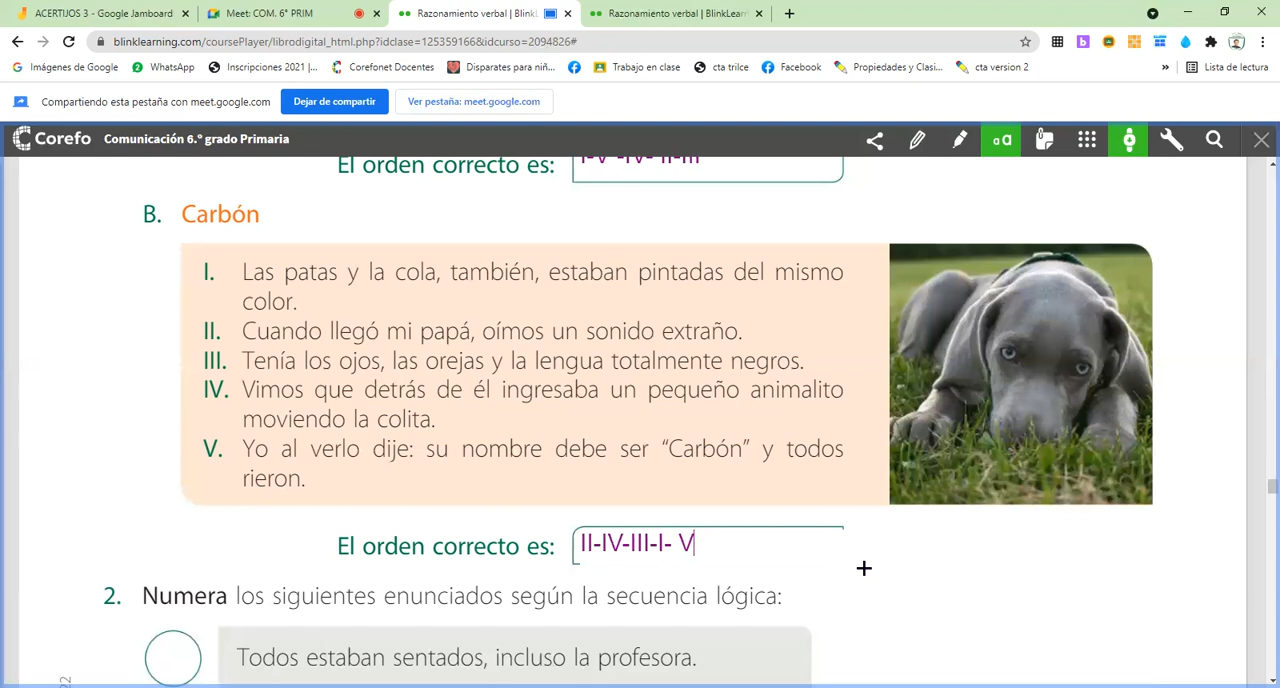 ACERTIJOS 3 - Google Jamboard
Meet: COM. 6° PRIM
Razonamiento verbal | Blink
Razonamiento verbal | BlinkLear
blinklearning.com/coursePlayer/librodigital_html.php?idclase=125359166&idcurso=2094826#
Imágenes de Google
WhatsApp
Inscripciones 2021 |...
Corefonet Docentes
Disparates para niñ...
Trabajo en clase
cta trilce
Facebook
Propiedades y Clasi...
cta version 2
»
Lista de lectura
Compartiendo esta pestaña con meet.google.com
Dejar de compartir
Ver pestaña: meet.google.com
Corefo Comunicación 6.º grado Primaria
El orden correcto es: I-V -IV- II-III
B. Carbón
I. Las patas y la cola, también, estaban pintadas del mismo
color.
II. Cuando llegó mi papá, oímos un sonido extraño.
III. Tenía los ojos, las orejas y la lengua totalmente negros.
IV. Vimos que detrás de él ingresaba un pequeño animalito
moviendo la colita.
V. Yo al verlo dije: su nombre debe ser “Carbón” y todos
rieron.
El orden correcto es: II-IV-III-I- V
2. Numera los siguientes enunciados según la secuencia lógica:
Todos estaban sentados, incluso la profesora.